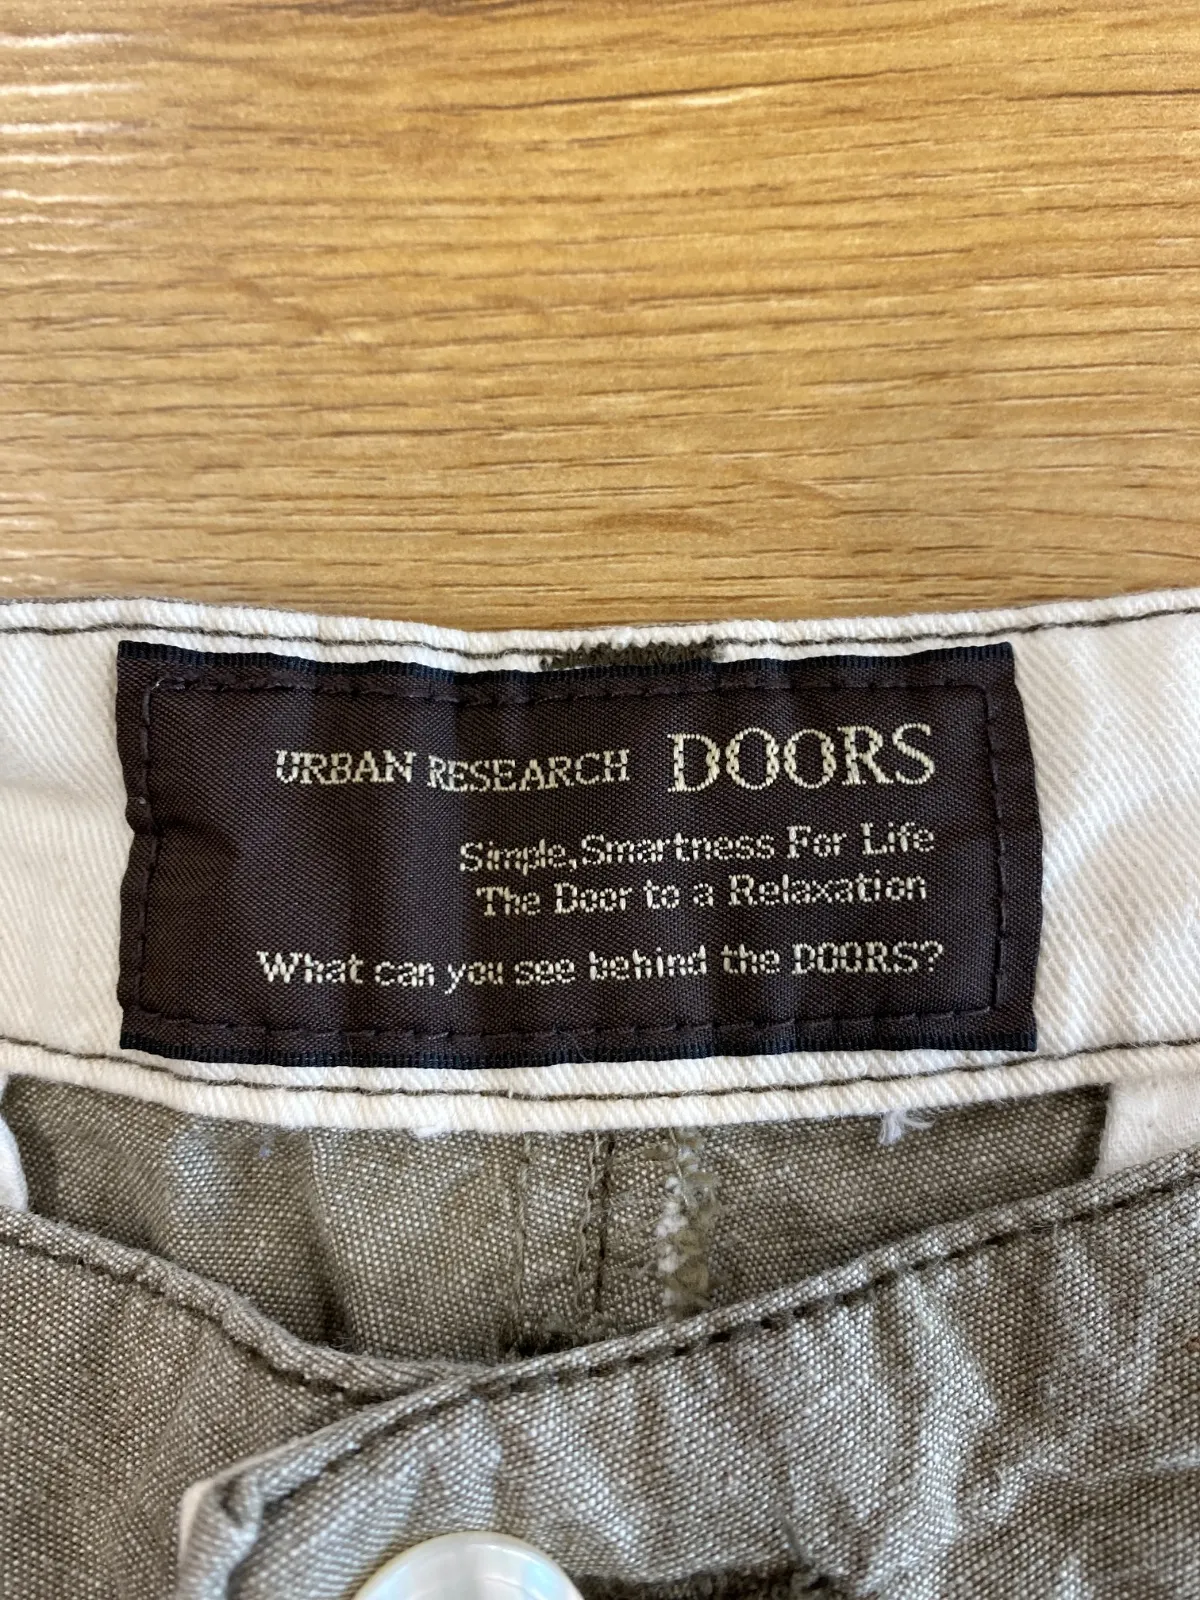 URBAN RESEARCH DOORS
Simple,Smartness For Life
The Door to a Relaxation
What can you see behind the DOORS?